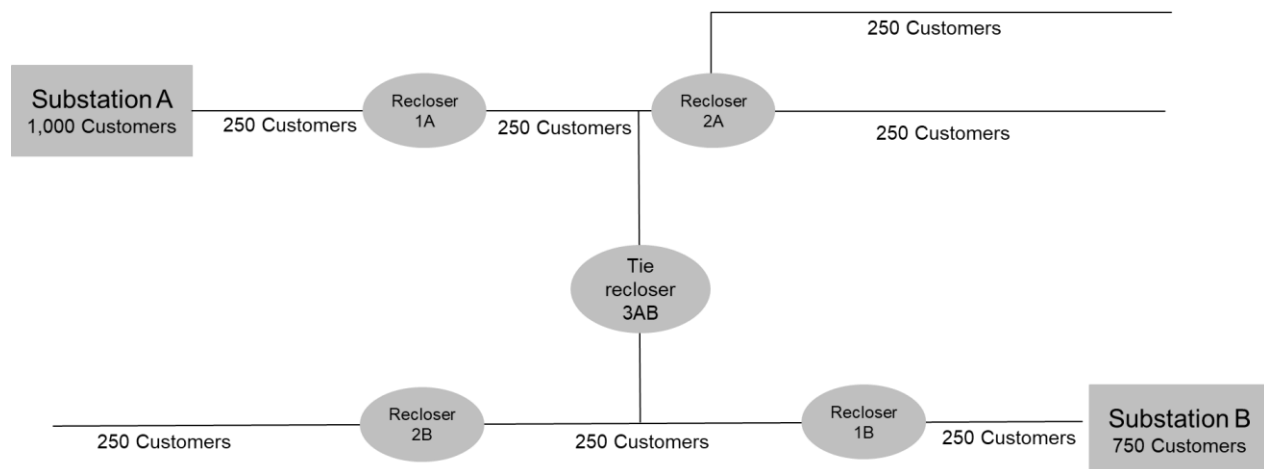 250 Customers
Substation A
1,000 Customers
250 Customers
Recloser
1A
250 Customers
Recloser
2A
250 Customers
Tie
recloser
3AB
250 Customers
Recloser
2B
250 Customers
Recloser
1B
250 Customers
Substation B
750 Customers